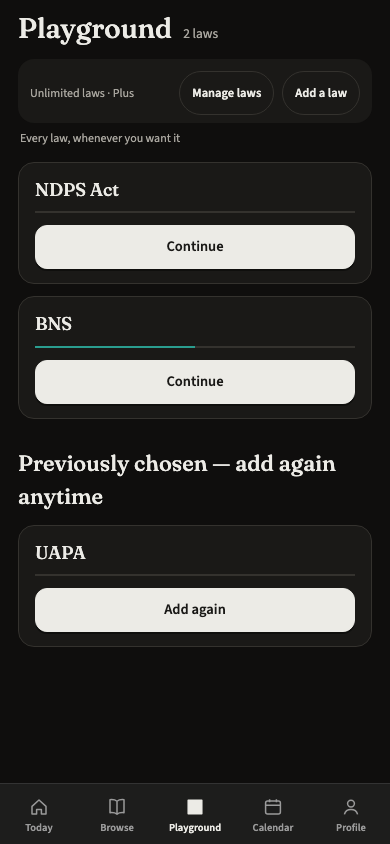 Playground 2 laws
Unlimited laws · Plus Manage laws Add a law
Every law, whenever you want it
NDPS Act
Continue
BNS
Continue
Previously chosen — add again
anytime
UAPA
Add again
Today Browse Playground Calendar Profile